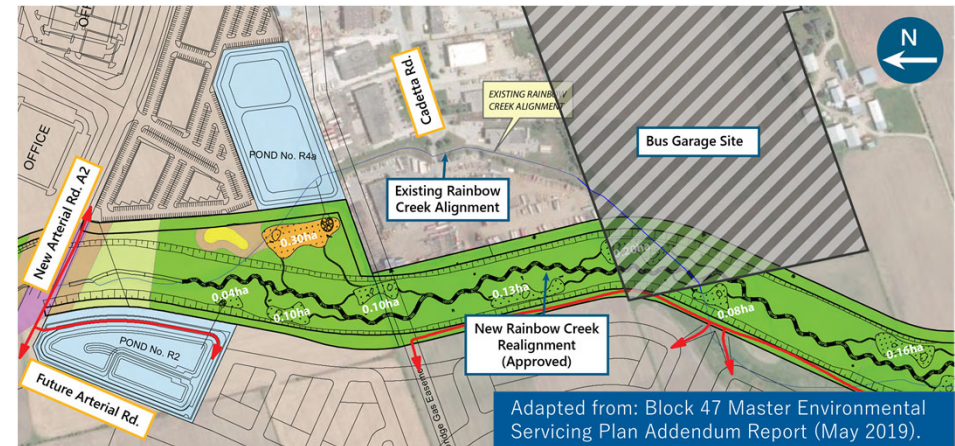 N
OFFICE
OFFICE
POND No. R4a
Cadetta Rd.
EXISTING RAINBOW
CREEK ALIGNMENT
Bus Garage Site
New Arterial Rd. A2
Existing Rainbow
Creek Alignment
0.30ha
0.04ha
0.10ha
0.10ha
0.13ha
0.08ha
0.16ha
New Rainbow Creek
Realignment
(Approved)
POND No. R2
Future Arterial Rd.
Adapted from: Block 47 Master Environmental
Servicing Plan Addendum Report (May 2019).